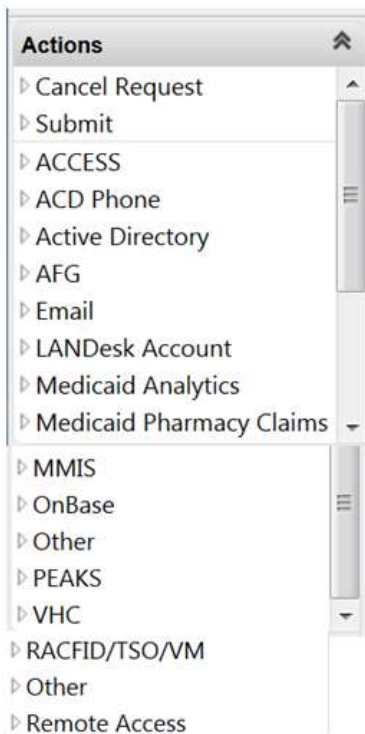 Actions
Cancel Request
Submit
ACCESS
ACD Phone
Active Directory
AFG
Email
LANDesk Account
Medicaid Analytics
Medicaid Pharmacy Claims
MMIS
OnBase
Other
PEAKS
VHC
RACFID/TSO/VM
Other
Remote Access